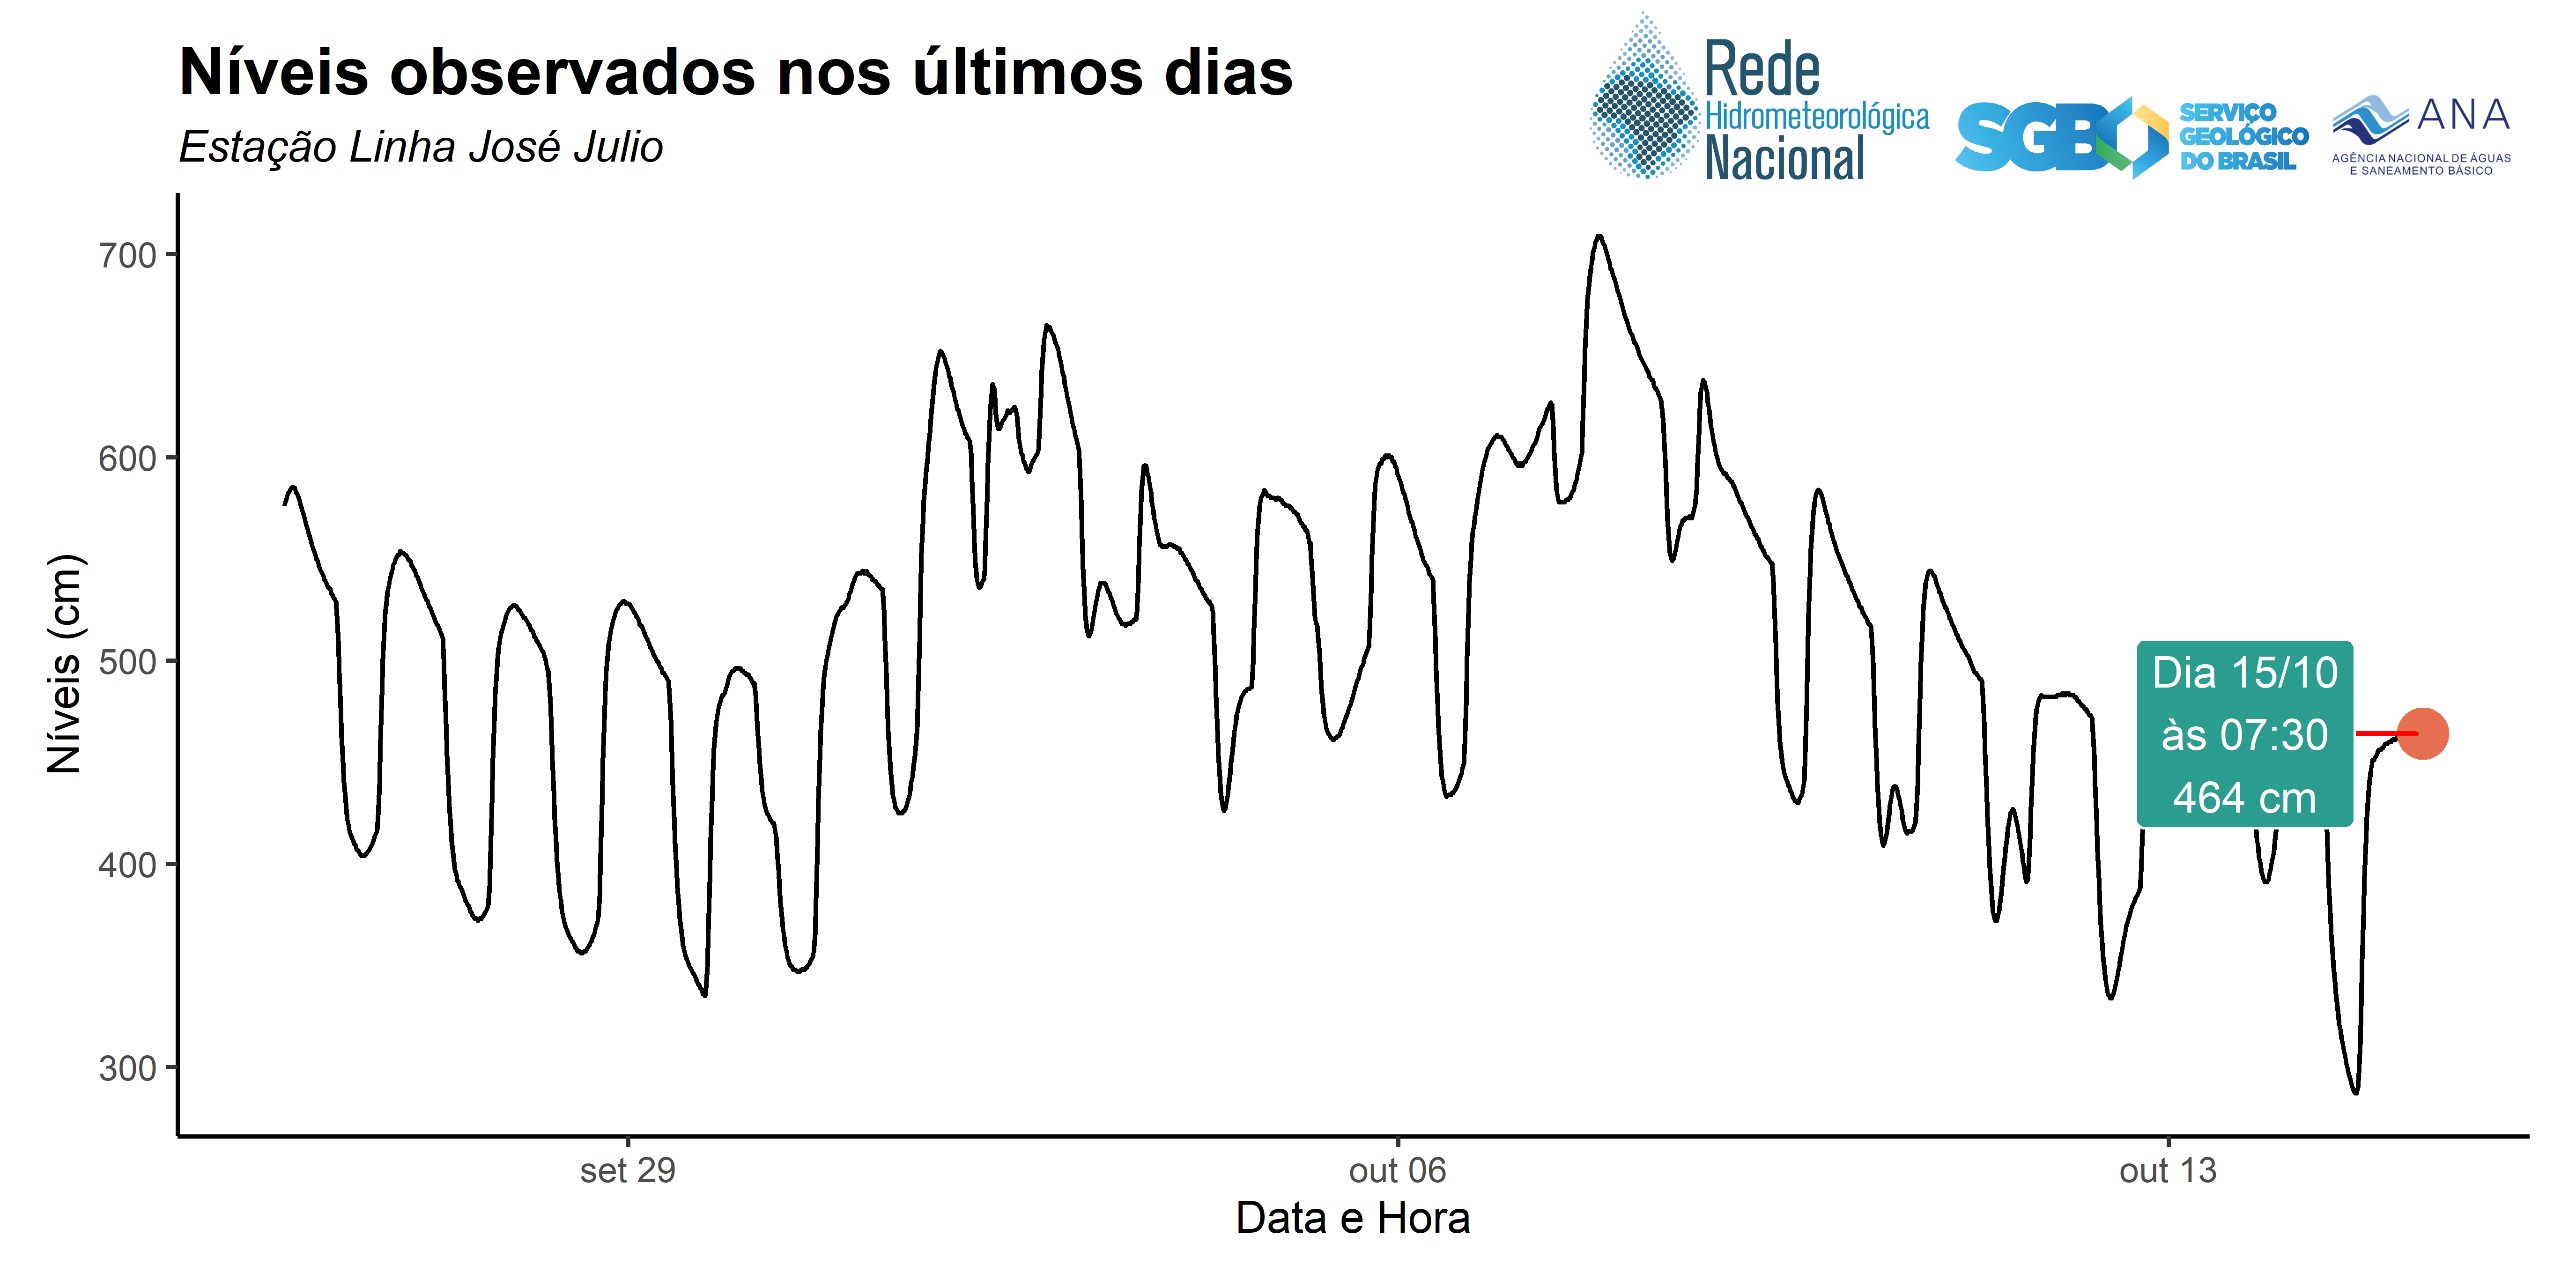 Níveis observados nos últimos dias
Estação Linha José Julio
Rede
Hidrometeorológica
Nacional
SGB
SERVIÇO
GEOLÓGICO
DO BRASIL
ANA
AGÊNCIA NACIONAL DE ÁGUAS
E SANEAMENTO BÁSICO
Níveis (cm)
700
600
500
400
300
Dia 15/10
às 07:30
464 cm
set 29
out 06
out 13
Data e Hora